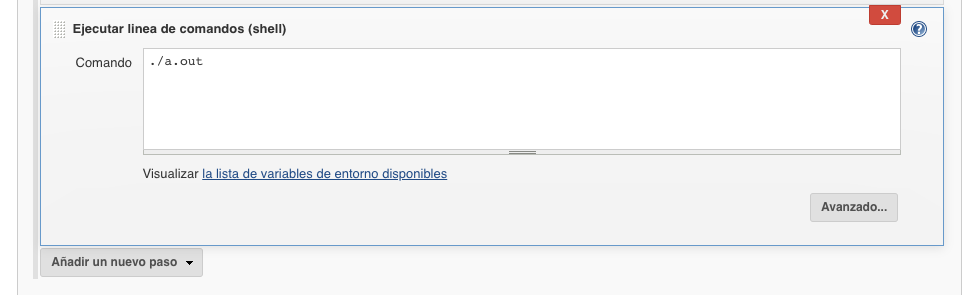 X
Ejecutar linea de comandos (shell)
?
Comando
./a.out
Visualizar la lista de variables de entorno disponibles
Avanzado...
Añadir un nuevo paso